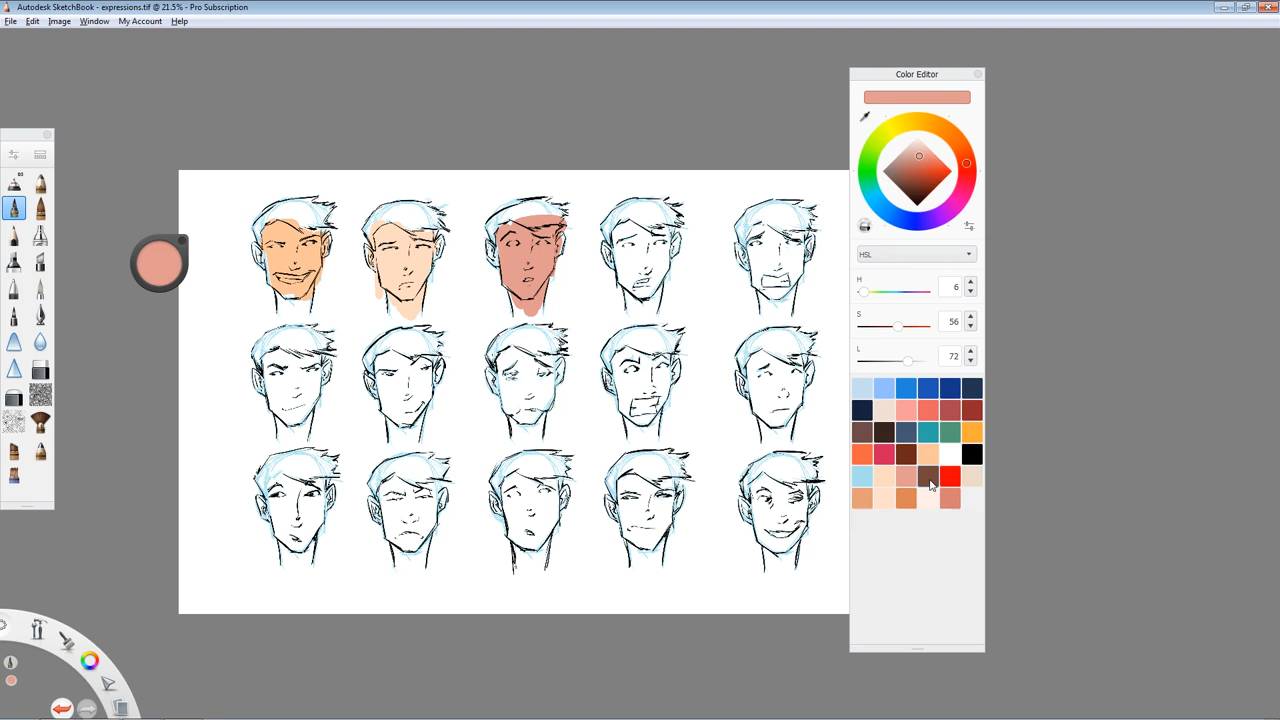 Autodesk SketchBook - expressions.tif @ 21.5% - Pro Subscription
File Edit Image Window My Account Help
Color Editor
HSL
H 6
S 56
L 72